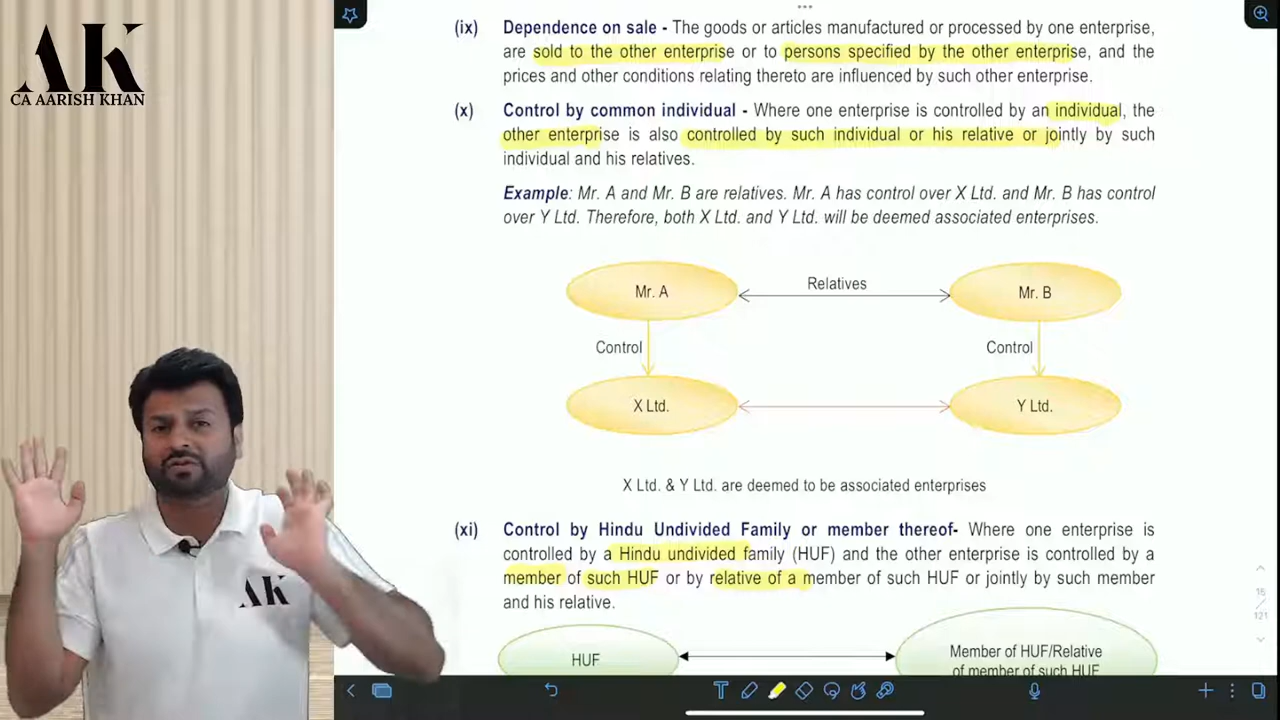 AK
CA AARISH KHAN
(ix) Dependence on sale - The goods or articles manufactured or processed by one enterprise,
are sold to the other enterprise or to persons specified by the other enterprise, and the
prices and other conditions relating thereto are influenced by such other enterprise.
(x) Control by common individual - Where one enterprise is controlled by an individual, the
other enterprise is also controlled by such individual or his relative or jointly by such
individual and his relatives.
Example: Mr. A and Mr. B are relatives. Mr. A has control over X Ltd. and Mr. B has control
over Y Ltd. Therefore, both X Ltd. and Y Ltd. will be deemed associated enterprises.
Mr. A
Relatives
Mr. B
Control
Control
X Ltd.
Y Ltd.
X Ltd. & Y Ltd. are deemed to be associated enterprises
(xi) Control by Hindu Undivided Family or member thereof- Where one enterprise is
controlled by a Hindu undivided family (HUF) and the other enterprise is controlled by a
member of such HUF or by relative of a member of such HUF or jointly by such member
and his relative.
HUF
Member of HUF/Relative
of member of such HUF
AK
15
/
121
T